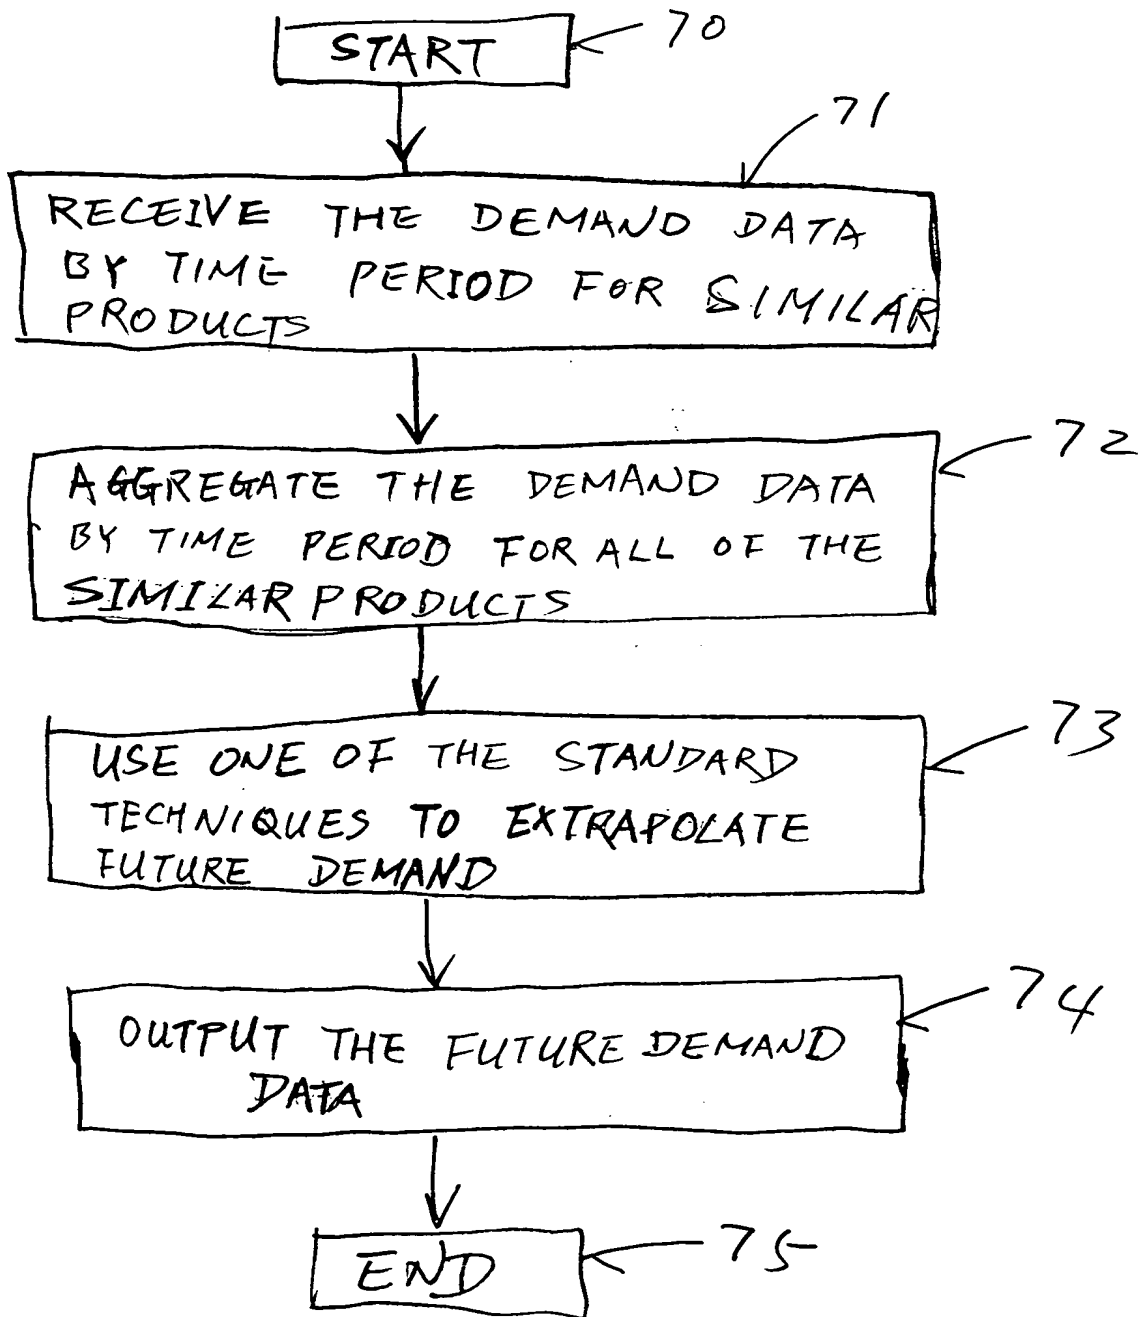 START
70
71
RECEIVE THE DEMAND DATA
BY TIME PERIOD FOR SIMILAR
PRODUCTS
72
AGGREGATE THE DEMAND DATA
BY TIME PERIOD FOR ALL OF THE
SIMILAR PRODUCTS
73
USE ONE OF THE STANDARD
TECHNIQUES TO EXTRAPOLATE
FUTURE DEMAND
74
OUTPUT THE FUTURE DEMAND
DATA
END
75